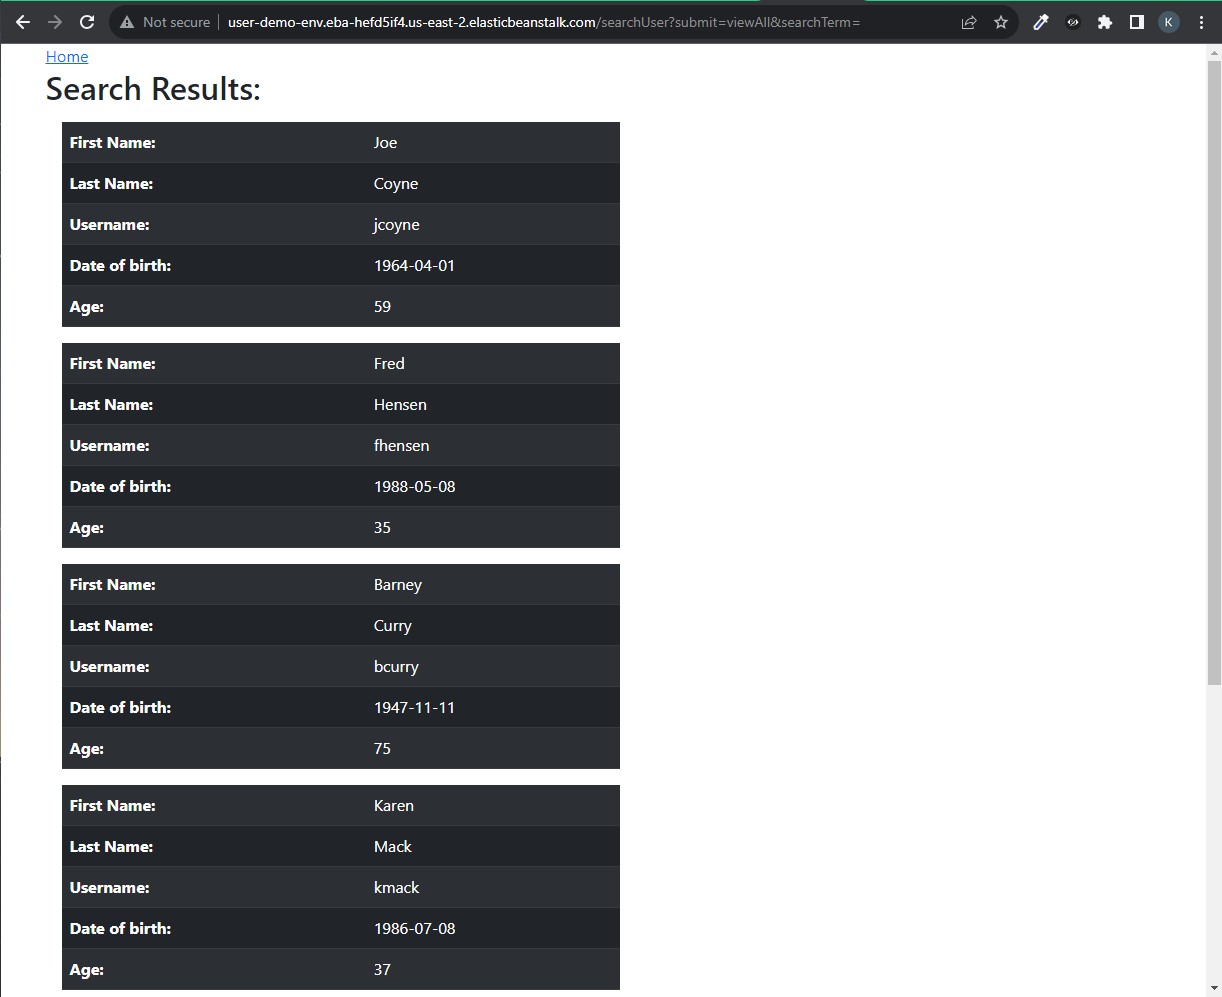 Not secure | user-demo-env.eba-hefd5if4.us-east-2.elasticbeanstalk.com/searchUser?submit=viewAll&searchTerm= K
Home
Search Results:
First Name: Joe
Last Name: Coyne
Username: jcoyne
Date of birth: 1964-04-01
Age: 59
First Name: Fred
Last Name: Hensen
Username: fhensen
Date of birth: 1988-05-08
Age: 35
First Name: Barney
Last Name: Curry
Username: bcurry
Date of birth: 1947-11-11
Age: 75
First Name: Karen
Last Name: Mack
Username: kmack
Date of birth: 1986-07-08
Age: 37